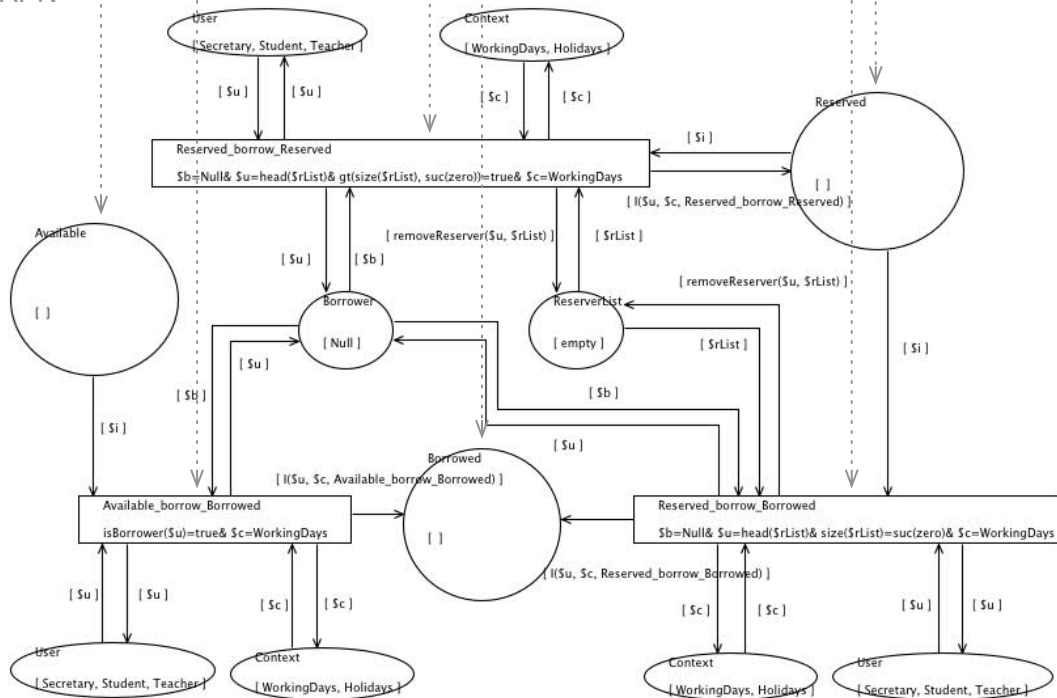 User
[ Secretary, Student, Teacher ]
Context
[ WorkingDays, Holidays ]
[ $u ]
[ $u ]
[ $c ]
[ $c ]
Reserved
[ ]
Reserved_borrow_Reserved
$b=Null& $u=head($rList)& gt(size($rList), suc(zero))=true& $c=WorkingDays
[ $i ]
[ I($u, $c, Reserved_borrow_Reserved) ]
Available
[ ]
[ $u ]
[ $b ]
[ removeReserver($u, $rList) ]
[ $rList ]
[ removeReserver($u, $rList) ]
Borrower
[ Null ]
ReserverList
[ empty ]
[ $rList ]
[ $i ]
[ $u ]
[ $b ]
[ $b ]
[ $i ]
[ $u ]
Borrowed
[ ]
[ I($u, $c, Available_borrow_Borrowed) ]
Available_borrow_Borrowed
isBorrower($u)=true& $c=WorkingDays
Reserved_borrow_Borrowed
$b=Null& $u=head($rList)& size($rList)=suc(zero)& $c=WorkingDays
[ I($u, $c, Reserved_borrow_Borrowed) ]
[ $u ]
[ $u ]
[ $c ]
[ $c ]
[ $c ]
[ $c ]
[ $u ]
[ $u ]
User
[ Secretary, Student, Teacher ]
Context
[ WorkingDays, Holidays ]
Context
[ WorkingDays, Holidays ]
User
[ Secretary, Student, Teacher ]